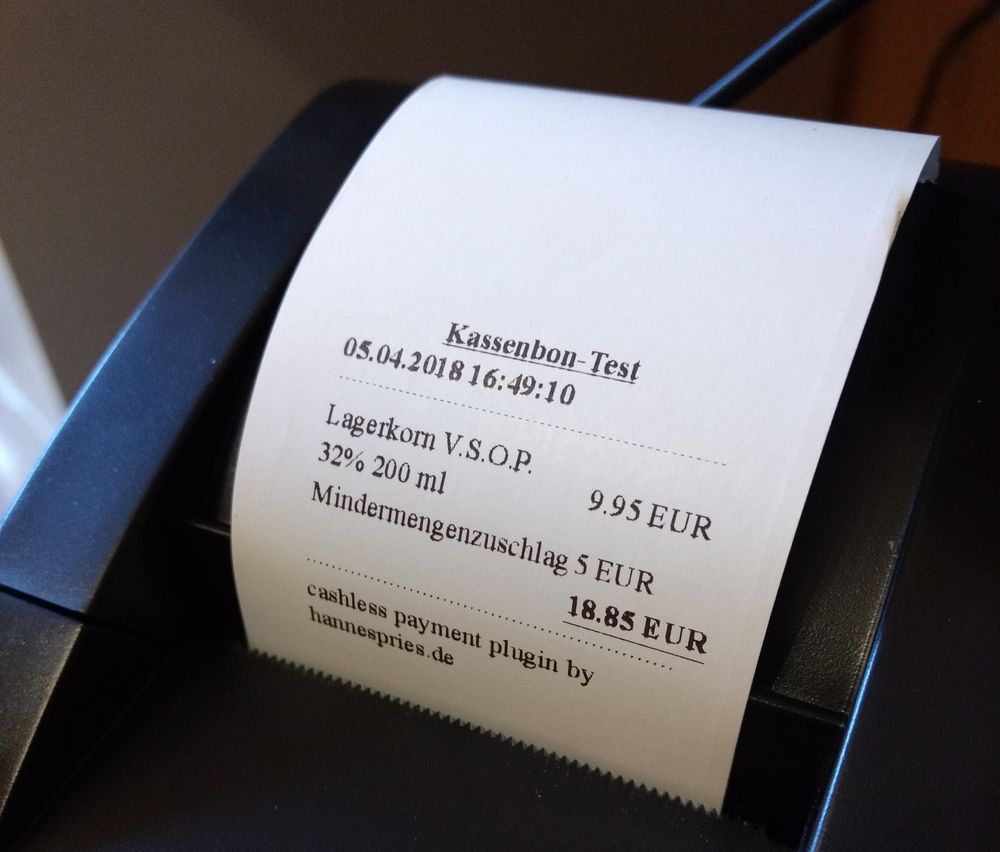 Kassenbon-Test
05.04.2018 16:49:10
Lagerkorn V.S.O.P.
32% 200 ml
9.95 EUR
Mindermengenzuschlag 5 EUR
18.85 EUR
cashless payment plugin by
hannespries.de